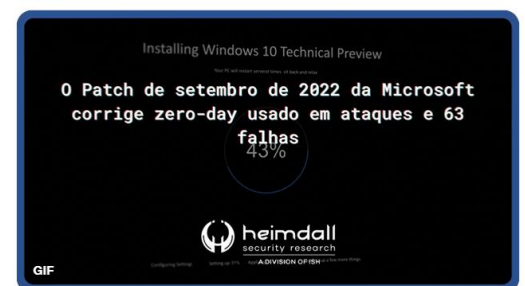 Installing Windows 10 Technical Preview
O Patch de setembro de 2022 da Microsoft
corrige zero-day usado em ataques e 63
falhas
43%
heimdall
security research
A DIVISION OF ISH
GIF